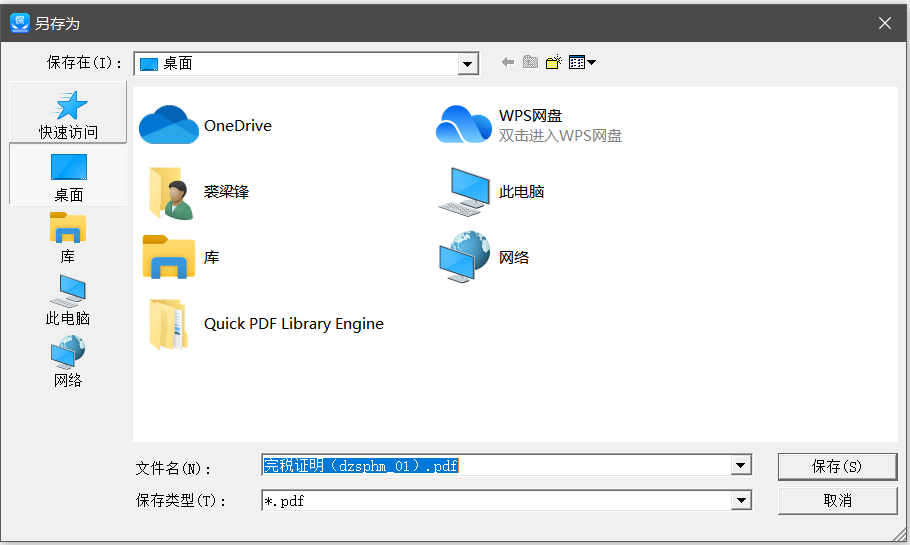 保 另存为
保存在(I): 桌面
快速访问
桌面
库
此电脑
网络
OneDrive
WPS网盘
双击进入WPS网盘
裘梁锋
此电脑
库
网络
Quick PDF Library Engine
文件名(N): 完税证明（dzsphm_01）.pdf 保存(S)
保存类型(T): *.pdf 取消